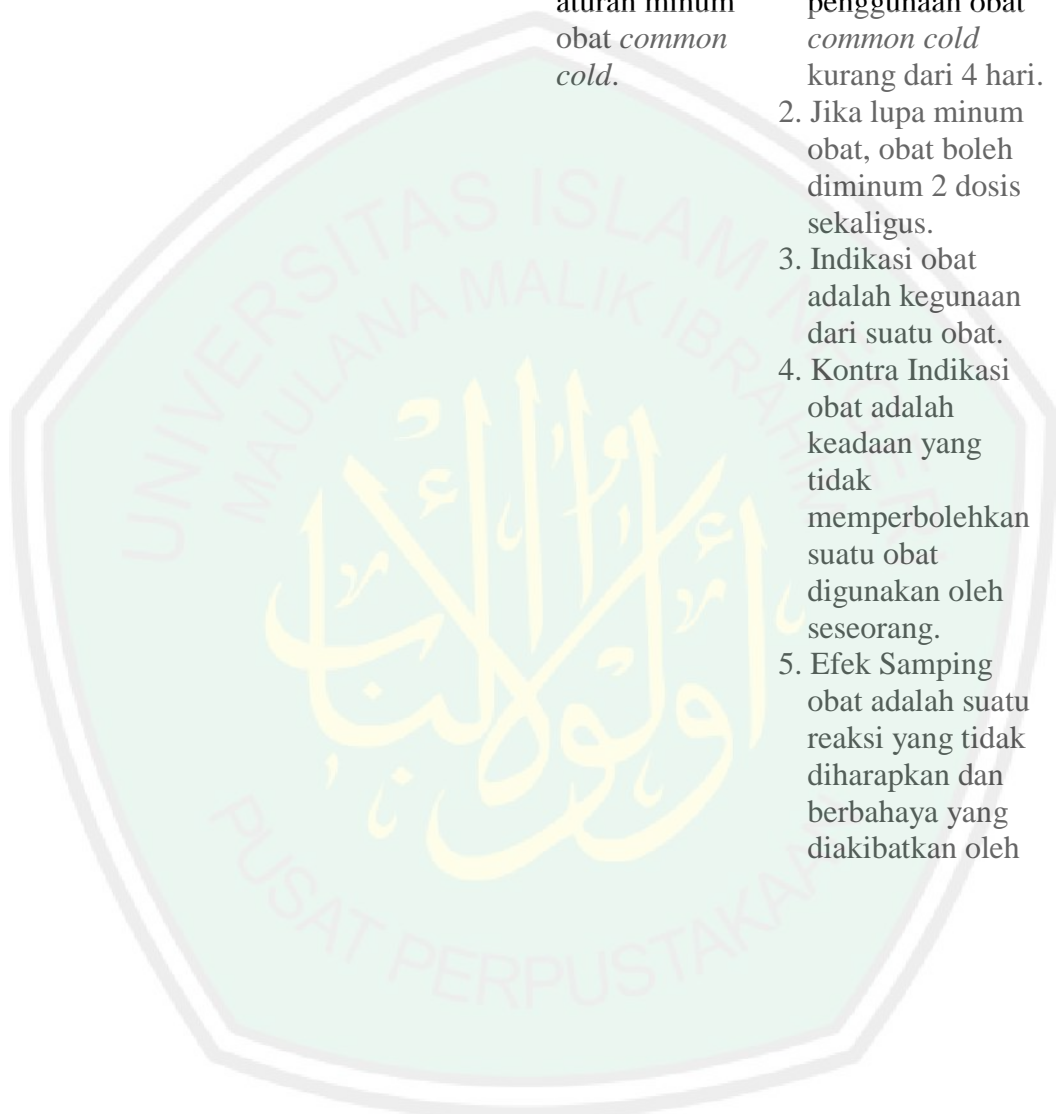 aturan minum
obat common
cold.
penggunaan obat
common cold
kurang dari 4 hari.
2. Jika lupa minum
obat, obat boleh
diminum 2 dosis
sekaligus.
3. Indikasi obat
adalah kegunaan
dari suatu obat.
4. Kontra Indikasi
obat adalah
keadaan yang
tidak
memperbolehkan
suatu obat
digunakan oleh
seseorang.
5. Efek Samping
obat adalah suatu
reaksi yang tidak
diharapkan dan
berbahaya yang
diakibatkan oleh
UNIVERSITAS ISLAM NEGERI
MAULANA MALIK IBRAHIM
أولوا الألباب
PUSAT PERPUSTAKAAN